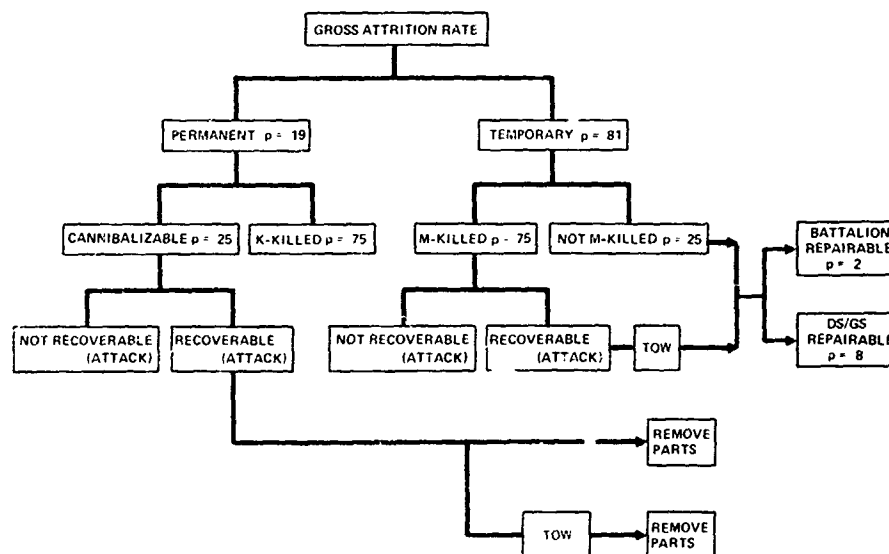 GROSS ATTRITION RATE
PERMANENT p = 19
TEMPORARY p = 81
CANNIBALIZABLE p = 25
K-KILLED p = 75
M-KILLED p - 75
NOT M-KILLED p = 25
BATTALION
REPAIRABLE
p = 2
NOT RECOVERABLE
(ATTACK)
RECOVERABLE
(ATTACK)
NOT RECOVERABLE
(ATTACK)
RECOVERABLE
(ATTACK)
TOW
DS/GS
REPAIRABLE
p = 8
REMOVE
PARTS
TOW
REMOVE
PARTS